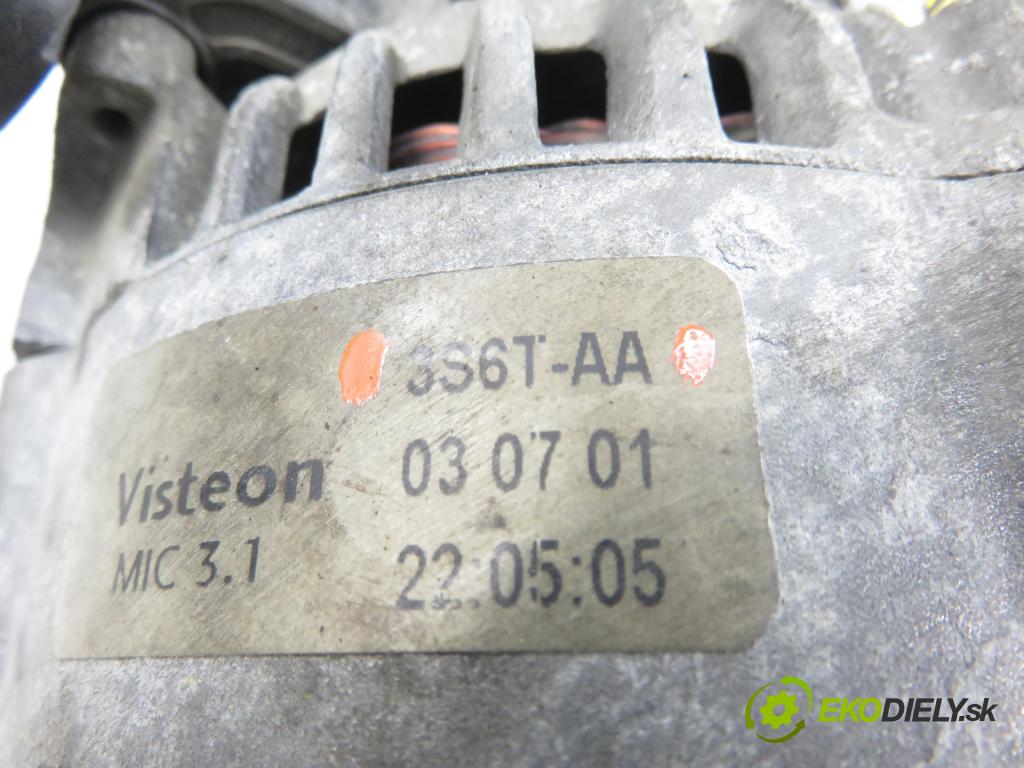 3S6T-AA
Visteon 03 07 01
MIC 3.1 22:05:05
EKODIELY.sk